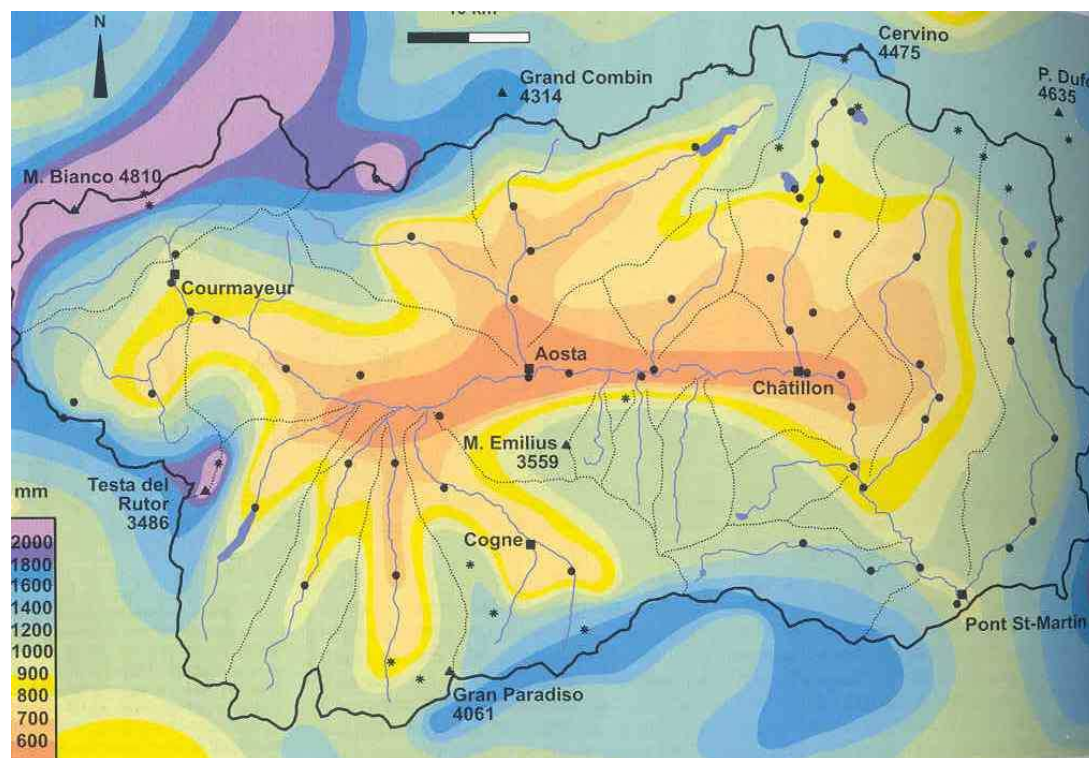 N
Cervino
4475
Grand Combin
4314
4635
M. Bianco 4810
Courmayeur
Aosta
Châtillon
M. Emilius
3559
Testa del
Rutor
3486
mm
Cogne
2000
1800
1600
1400
1200
1000
900
800
700
600
Pont St-Martin
Gran Paradiso
4061